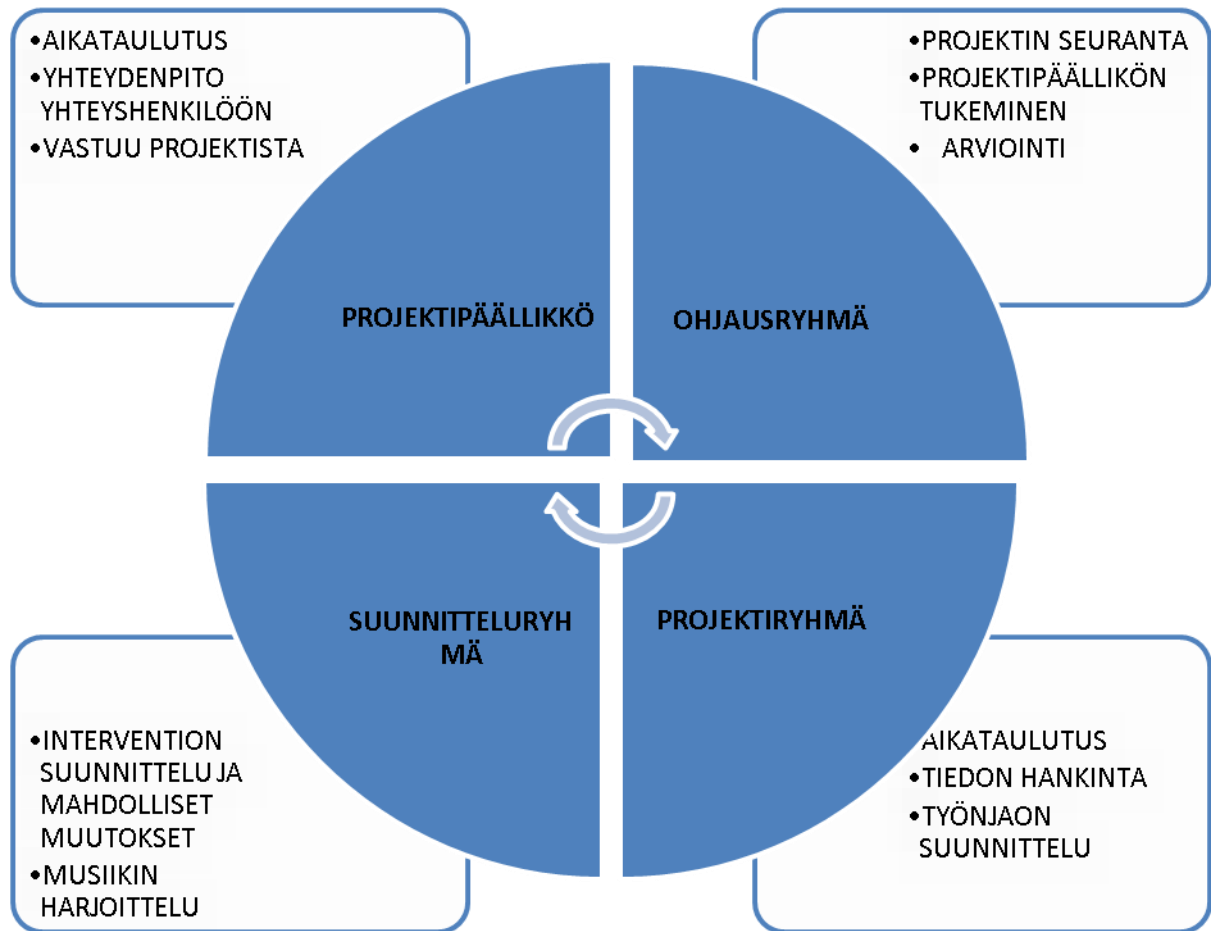 •AIKATAULUTUS
•YHTEYDENPITO
YHTEYSHENKILÖÖN
•VASTUU PROJEKTISTA
•PROJEKTIN SEURANTA
•PROJEKTIPÄÄLLIKÖN
TUKEMINEN
• ARVIOINTI
PROJEKTIPÄÄLLIKKÖ
OHJAUSRYHMÄ
SUUNNITTELURYH
MÄ
PROJEKTIRYHMÄ
•INTERVENTION
SUUNNITTELU JA
MAHDOLLISET
MUUTOKSET
•MUSIIKIN
HARJOITTELU
AIKATAULUTUS
•TIEDON HANKINTA
•TYÖNJAON
SUUNNITTELU